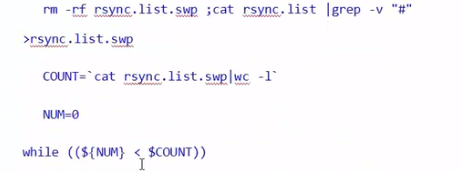 rm -rf rsync.list.swp ;cat rsync.list |grep -v "#"
>rsync.list.swp
COUNT=`cat rsync.list.swp|wc -l`
NUM=0
while ((${NUM} < $COUNT))